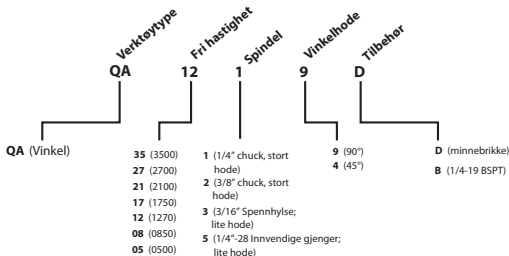 Verktøytype
Fri hastighet
Spindel
Vinkelhode
Tilbehør
QA 12 1 9 D
QA (Vinkel)
35 (3500)
27 (2700)
21 (2100)
17 (1750)
12 (1270)
08 (0850)
05 (0500)
1 (1/4" chuck, stort
hode)
2 (3/8" chuck, stort
hode)
3 (3/16" Spennhylse;
lite hode)
5 (1/4"-28 Innvendige gjenger;
lite hode)
9 (90°)
4 (45°)
D (minnebrikke)
B (1/4-19 BSPT)